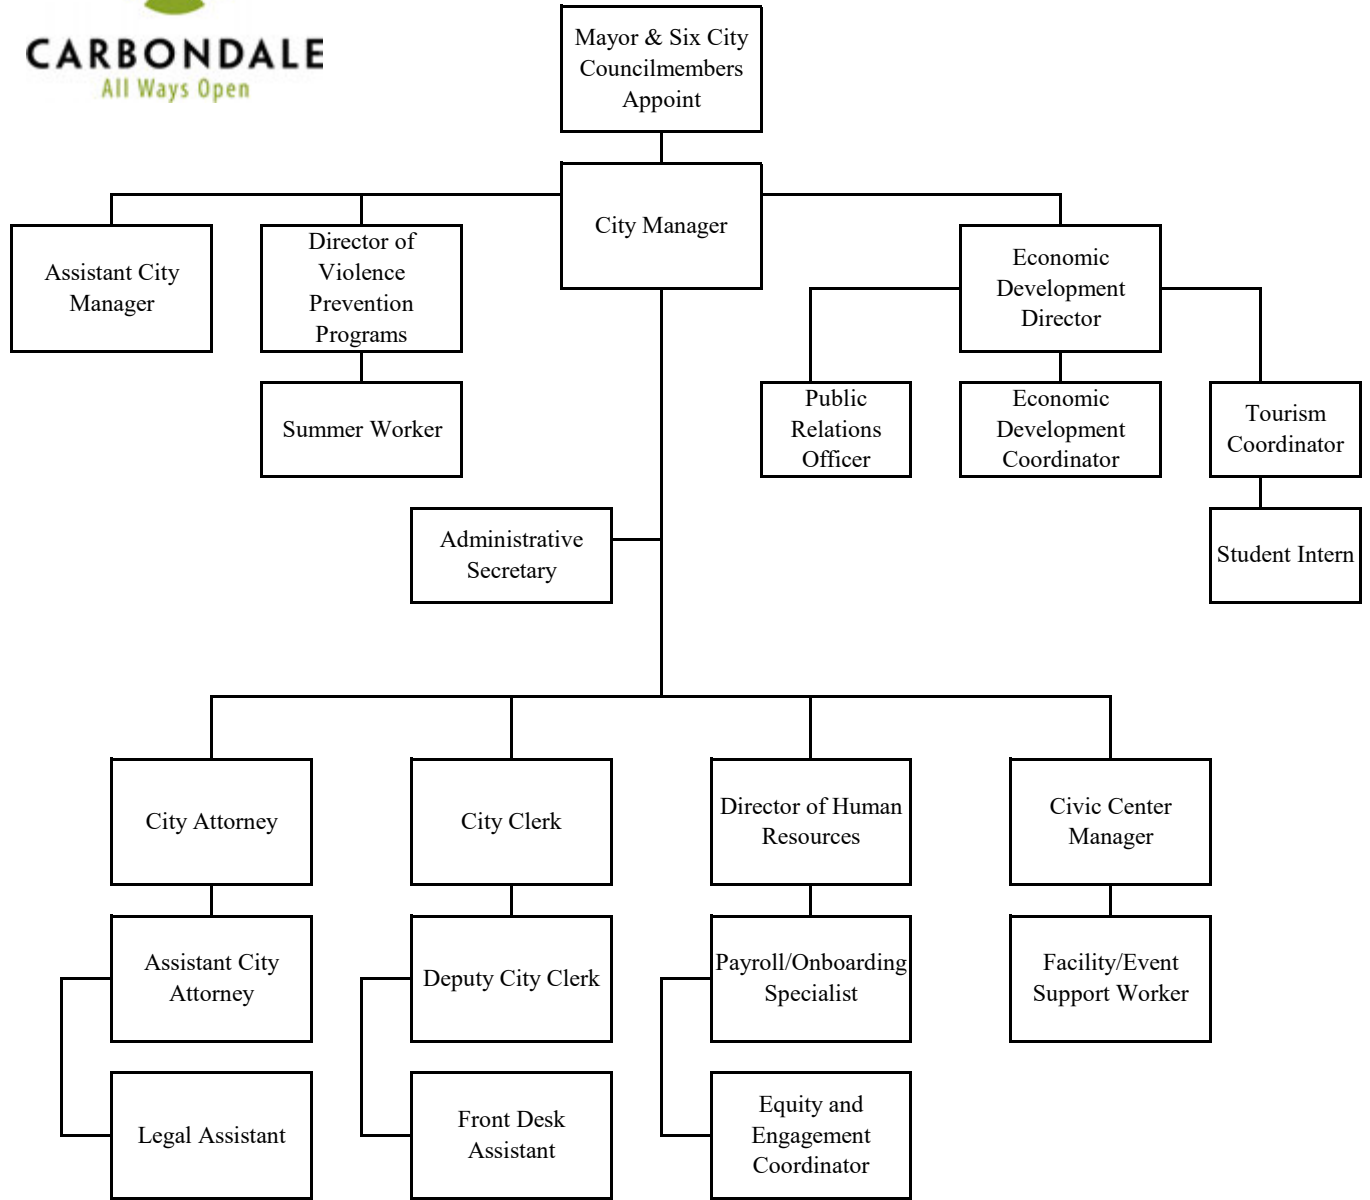 CARBONDALE
All Ways Open
Mayor & Six City
Councilmembers
Appoint
City Manager
Assistant City
Manager
Director of
Violence
Prevention
Programs
Economic
Development
Director
Summer Worker
Public
Relations
Officer
Economic
Development
Coordinator
Tourism
Coordinator
Administrative
Secretary
Student Intern
City Attorney
City Clerk
Director of Human
Resources
Civic Center
Manager
Assistant City
Attorney
Deputy City Clerk
Payroll/Onboarding
Specialist
Facility/Event
Support Worker
Legal Assistant
Front Desk
Assistant
Equity and
Engagement
Coordinator